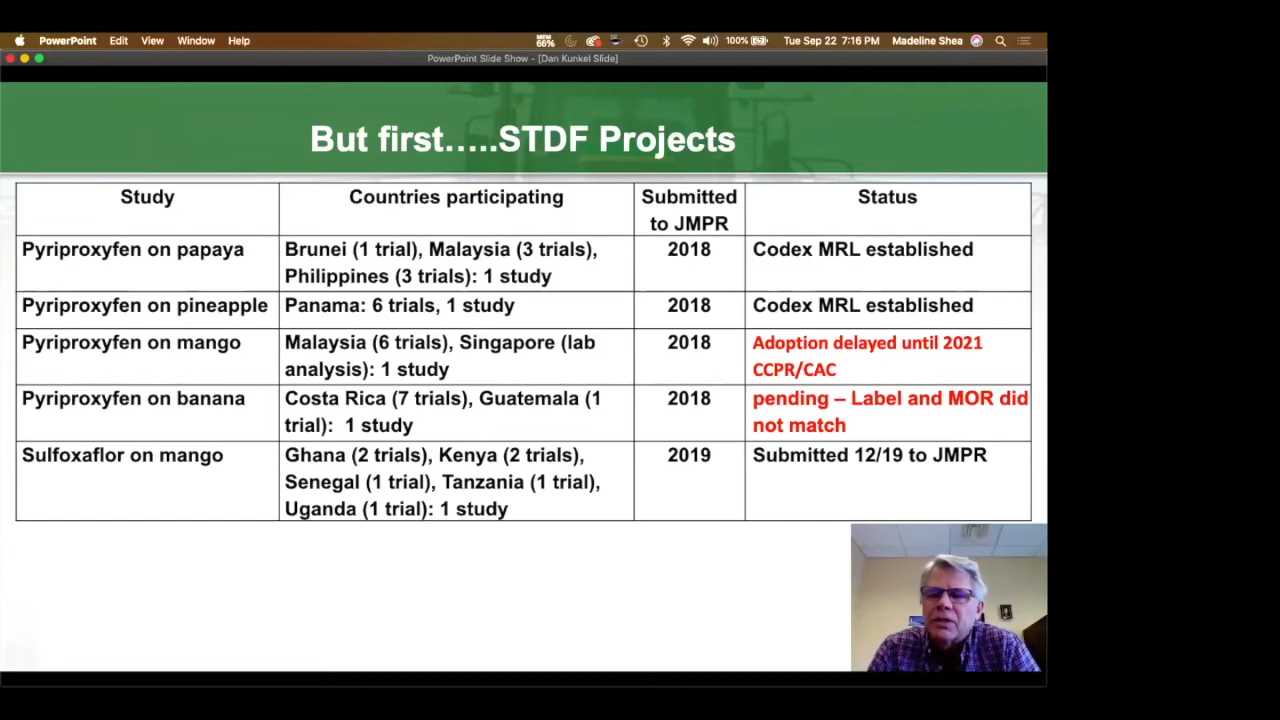 PowerPoint Edit View Window Help MEM 66% 100% Tue Sep 22 7:16 PM Madeline Shea
PowerPoint Slide Show - [Dan Kunkel Slide]
But first…..STDF Projects
Study Countries participating Submitted to JMPR Status
Pyriproxyfen on papaya Brunei (1 trial), Malaysia (3 trials), Philippines (3 trials): 1 study 2018 Codex MRL established
Pyriproxyfen on pineapple Panama: 6 trials, 1 study 2018 Codex MRL established
Pyriproxyfen on mango Malaysia (6 trials), Singapore (lab analysis): 1 study 2018 Adoption delayed until 2021 CCPR/CAC
Pyriproxyfen on banana Costa Rica (7 trials), Guatemala (1 trial): 1 study 2018 pending – Label and MOR did not match
Sulfoxaflor on mango Ghana (2 trials), Kenya (2 trials), Senegal (1 trial), Tanzania (1 trial), Uganda (1 trial): 1 study 2019 Submitted 12/19 to JMPR